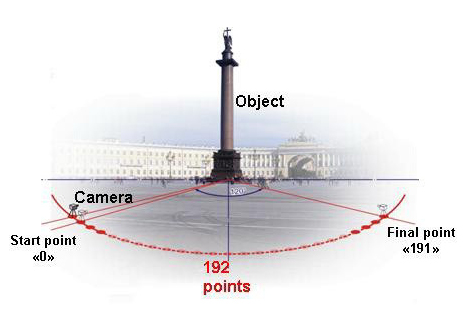 Object
120°
Camera
Start point
«0»
Final point
«191»
192
points